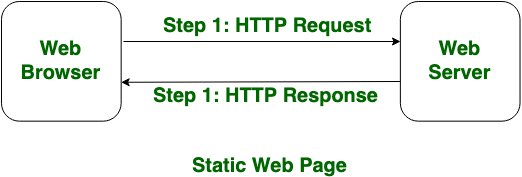 Step 1: HTTP Request
Web
Browser
Web
Server
Step 1: HTTP Response
Static Web Page